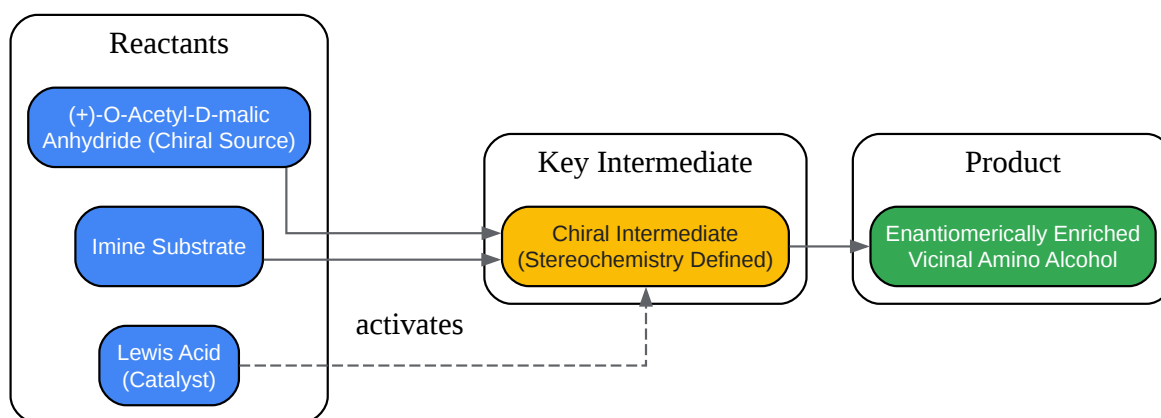 Reactants
(+)-O-Acetyl-D-malic
Anhydride (Chiral Source)
Imine Substrate
Lewis Acid
(Catalyst)
activates
Key Intermediate
Chiral Intermediate
(Stereochemistry Defined)
Product
Enantiomerically Enriched
Vicinal Amino Alcohol